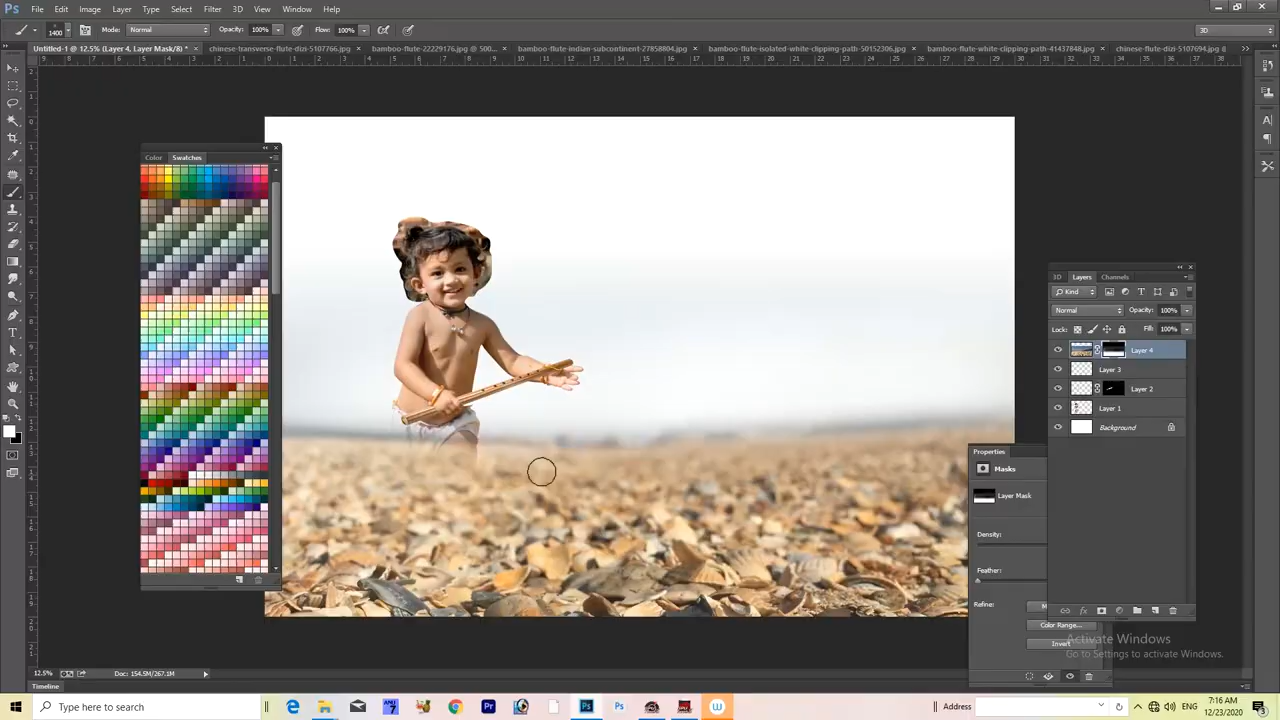 Ps File Edit Image Layer Type Select Filter 3D View Window Help
1400 Mode: Normal Opacity: 100% Flow: 100% 3D
Untitled-1 @ 12.5% (Layer 4, Layer Mask/8) * × chinese-transverse-flute-dizi-5107766.jpg × bamboo-flute-22229176.jpg @ 500... × bamboo-flute-indian-subcontinent-27858804.jpg × bamboo-flute-isolated-white-clipping-path-50152306.jpg × bamboo-flute-white-clipping-path-41437848.jpg × chinese-flute-dizi-5107694.jpg @
Color Swatches
3D Layers Channels
Kind
Normal Opacity: 100%
Lock: Fill: 100%
Layer 4
Layer 3
Layer 2
Layer 1
Background
Properties
Masks
Layer Mask
Density:
Feather:
Refine: M
Color Range...
Invert
Activate Windows
Go to Settings to activate Windows.
12.5% Doc: 154.5M/267.1M
Timeline
Type here to search
Address
7:16 AM
12/23/2020